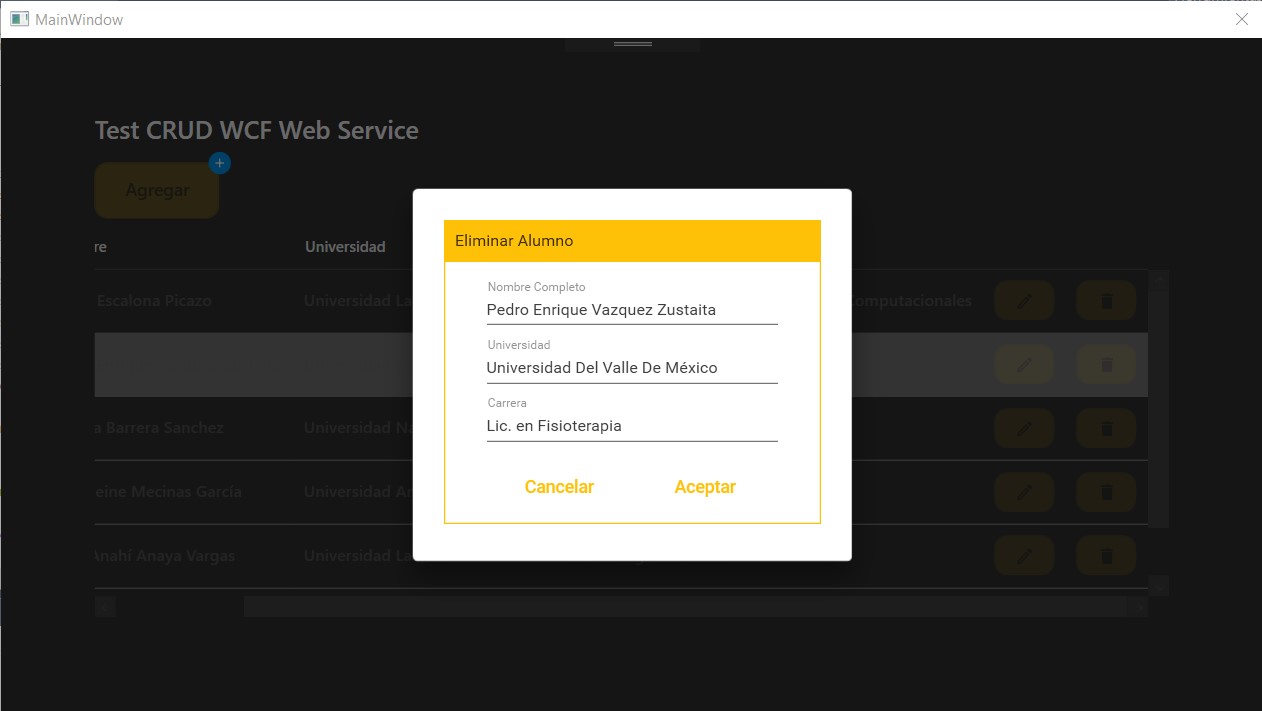 MainWindow
Test CRUD WCF Web Service
+
Agregar
re
Universidad
Escalona Picazo
Universidad La
omputacionales
a Barrera Sanchez
Universidad Na
eine Mecinas García
Universidad A
Anahí Anaya Vargas
Universidad La
Eliminar Alumno
Nombre Completo
Pedro Enrique Vazquez Zustaita
Universidad
Universidad Del Valle De México
Carrera
Lic. en Fisioterapia
Cancelar
Aceptar